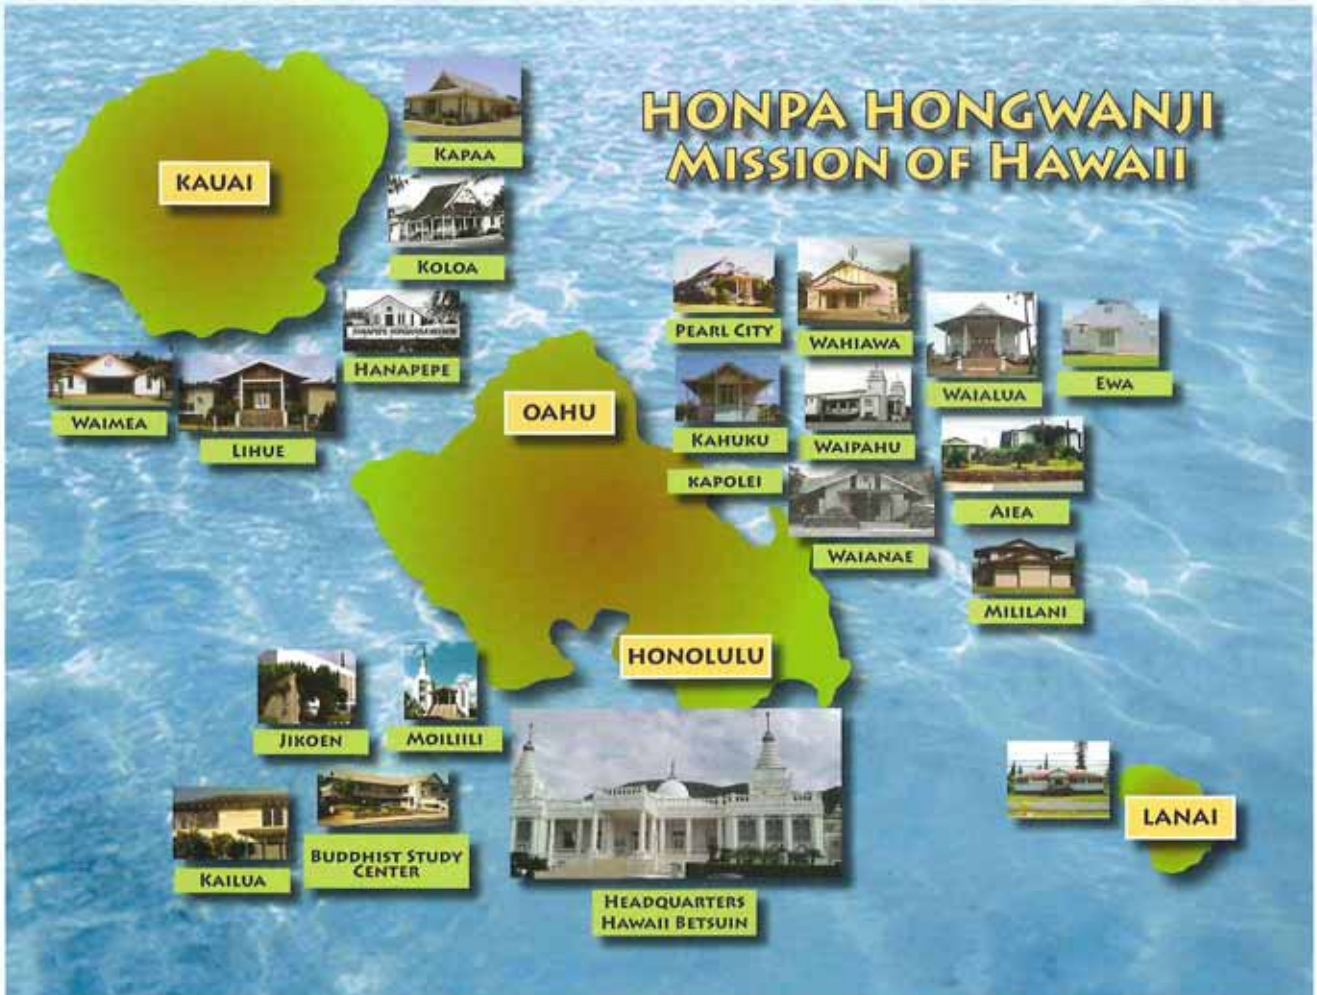 HONPA HONGWANJI
MISSION OF HAWAII
KAUAI
KAPAA
KOLOA
HANAPEPE
WAIMEA
LIHUE
OAHU
PEARL CITY
WAHIAWA
WAIALUA
EWA
KAHUKU
WAIPAHU
KAPOLEI
AIEA
WAIANAE
MILILANI
HONOLULU
JIKOEN
MOILIILI
KAILUA
BUDDHIST STUDY
CENTER
HEADQUARTERS
HAWAII BETSUIN
LANAI